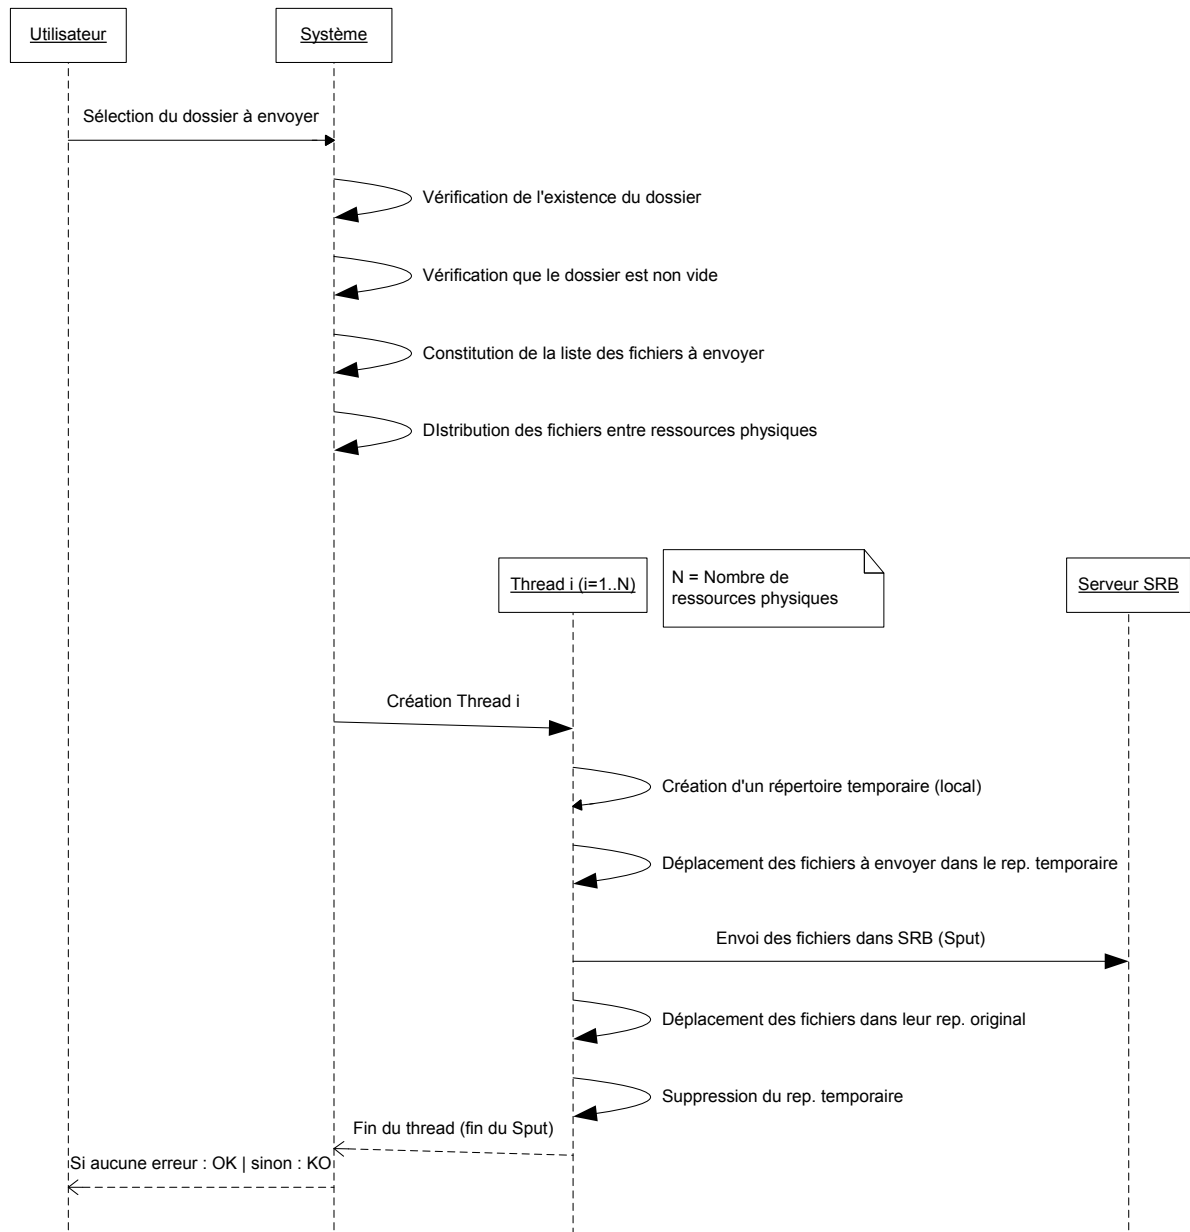 Utilisateur
Système
Sélection du dossier à envoyer
Vérification de l'existence du dossier
Vérification que le dossier est non vide
Constitution de la liste des fichiers à envoyer
DIstribution des fichiers entre ressources physiques
Thread i (i=1..N)
N = Nombre de
ressources physiques
Serveur SRB
Création Thread i
Création d'un répertoire temporaire (local)
Déplacement des fichiers à envoyer dans le rep. temporaire
Envoi des fichiers dans SRB (Sput)
Déplacement des fichiers dans leur rep. original
Suppression du rep. temporaire
Fin du thread (fin du Sput)
Si aucune erreur : OK | sinon : KO